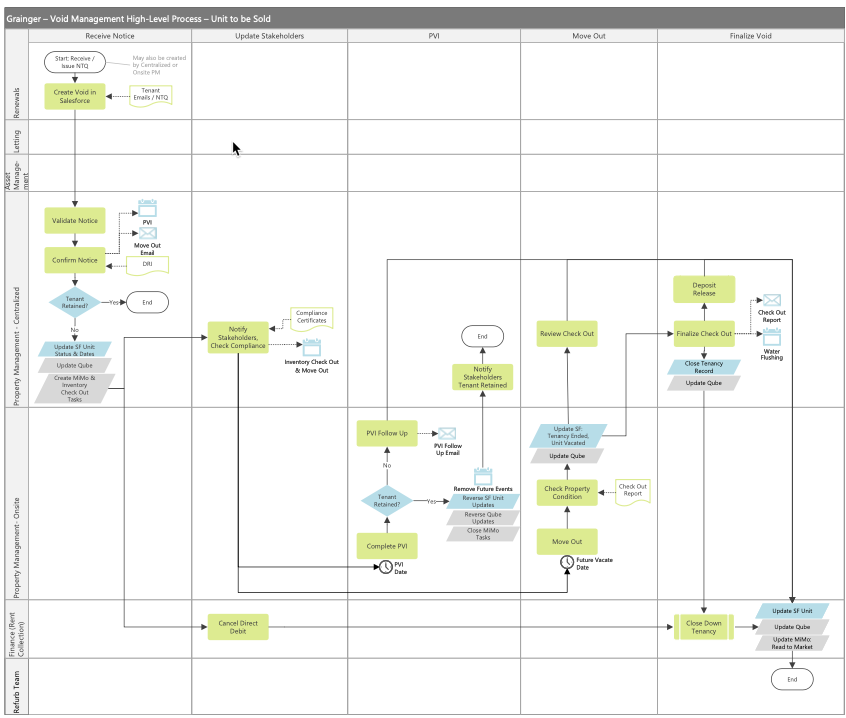 Grainger – Void Management High-Level Process – Unit to be Sold
Receive Notice
Update Stakeholders
PVI
Move Out
Finalize Void
Renewals
Start: Receive /
Issue NTQ
May also be created
by Centralized or
Onsite PM
Create Void in
Salesforce
Tenant
Emails / NTQ
Letting
Asset
Manage-
ment
Property Management - Centralized
Validate Notice
PVI
Move Out
Email
Confirm Notice
DRI
Tenant
Retained?
Yes
End
No
Update SF Unit:
Status & Dates
Update Qube
Create MiMo &
Inventory
Check Out
Tasks
Notify
Stakeholders,
Check Compliance
Compliance
Certificates
Inventory Check Out
& Move Out
End
Notify
Stakeholders
Tenant Retained
Review Check Out
Deposit
Release
Finalize Check Out
Check Out
Report
Water
Flushing
Close Tenancy
Record
Update Qube
Property Management- Onsite
PVI Follow Up
PVI Follow
Up Email
No
Tenant
Retained?
Yes
Remove Future Events
Reverse SF Unit
Updates
Reverse Qube
Updates
Close MiMo
Tasks
Complete PVI
PVI
Date
Update SF:
Tenancy Ended,
Unit Vacated
Update Qube
Check Property
Condition
Check Out
Report
Move Out
Future Vacate
Date
Finance (Rent
Collection)
Cancel Direct
Debit
Close Down
Tenancy
Update SF Unit
Update Qube
Update MiMo:
Read to Market
Refurb Team
End